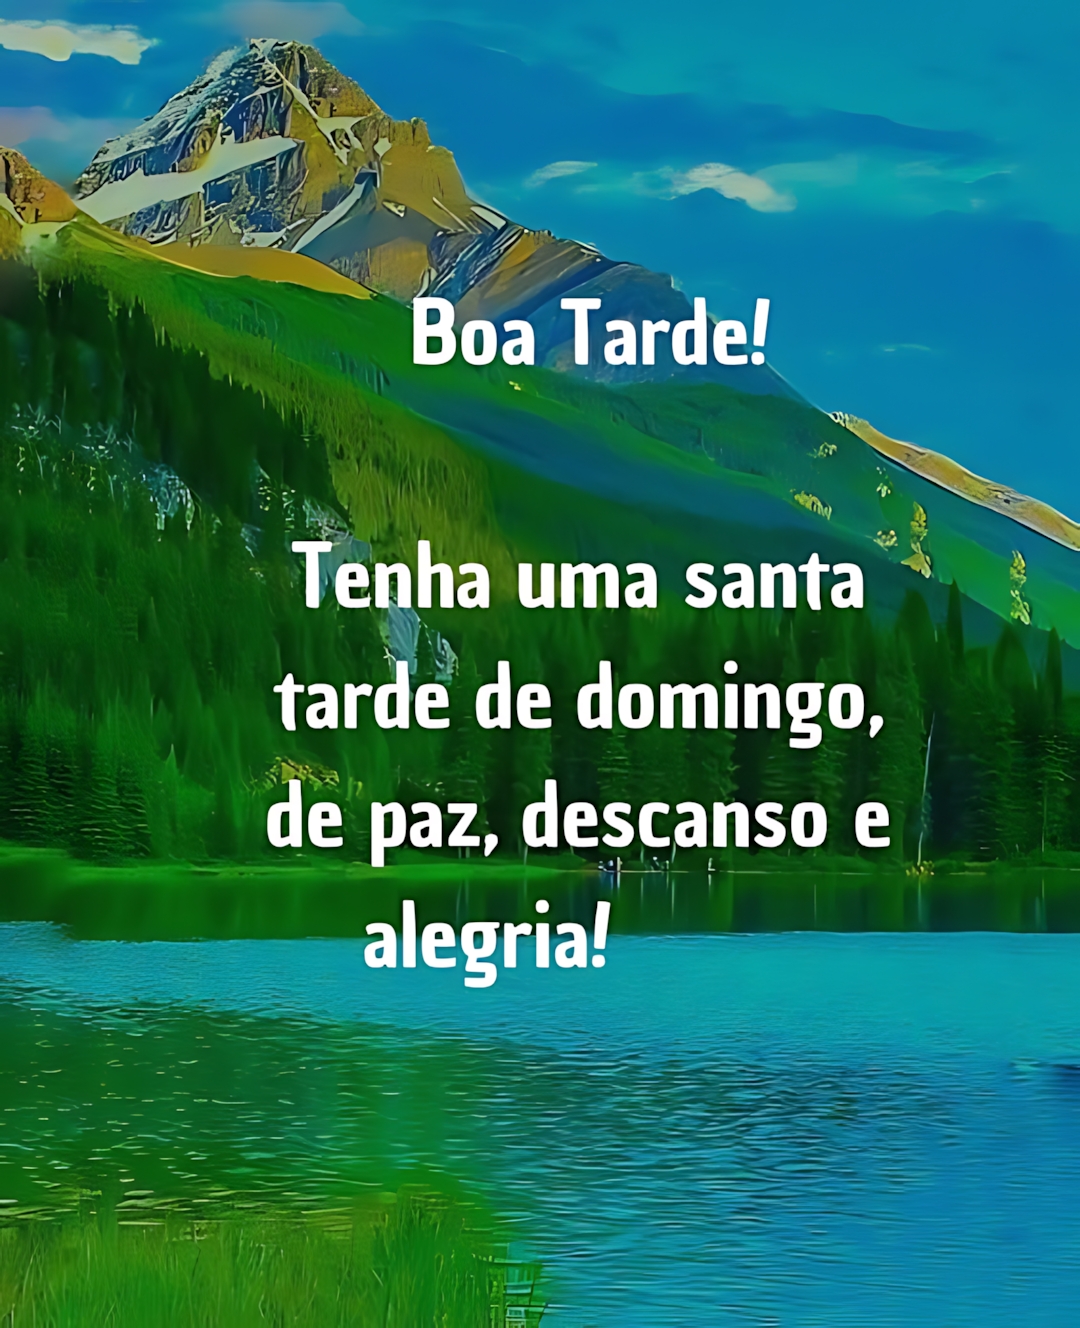 Boa Tarde!
Tenha uma santa
tarde de domingo,
de paz, descanso e
alegria!